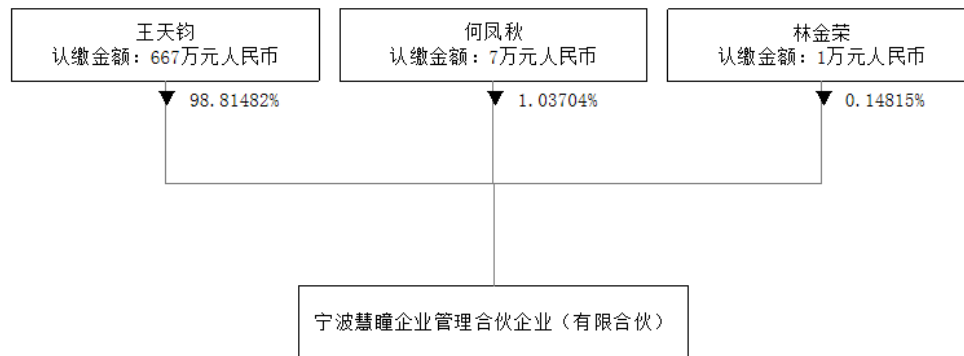 王天钧
认缴金额：667万元人民币
何凤秋
认缴金额：7万元人民币
林金荣
认缴金额：1万元人民币
98.81482%
1.03704%
0.14815%
宁波慧瞳企业管理合伙企业（有限合伙）